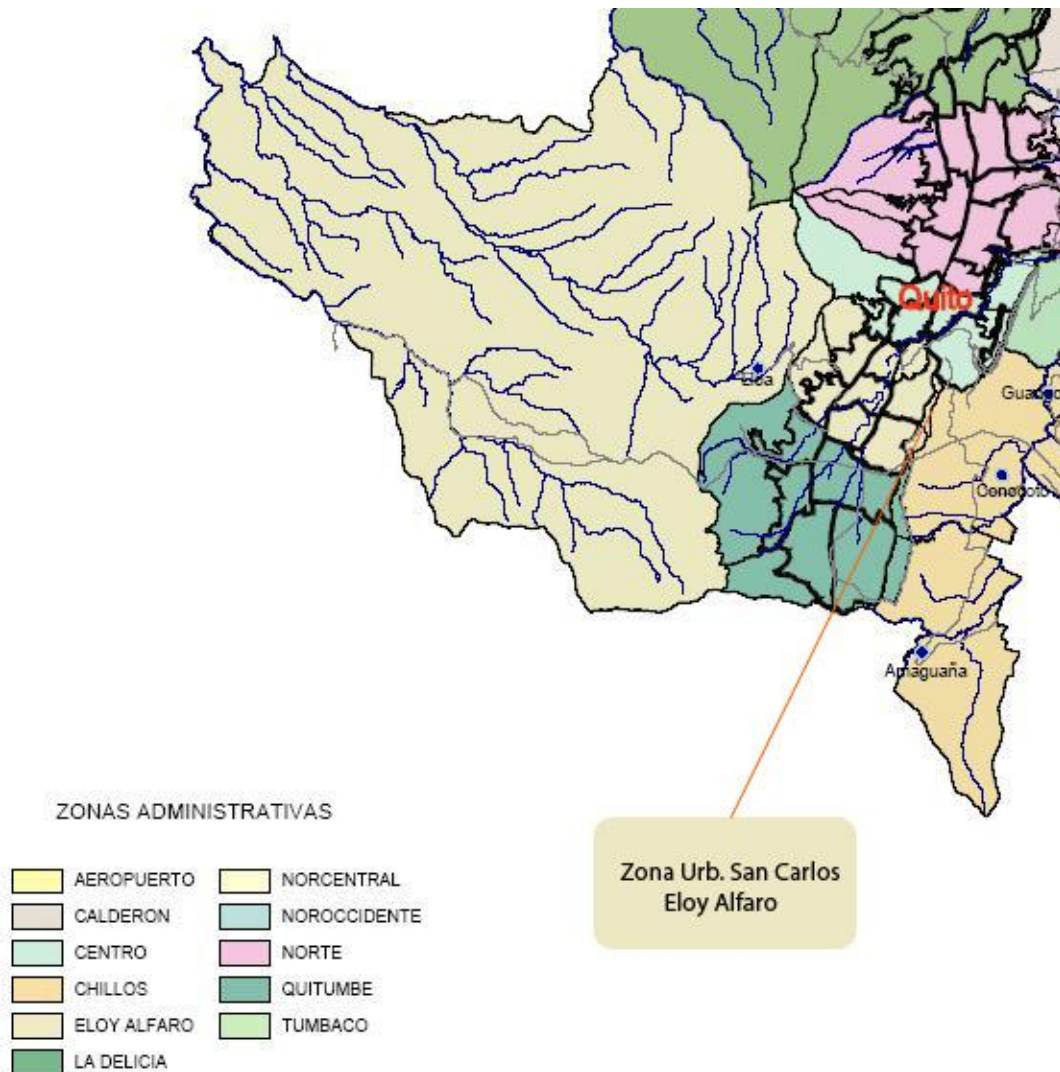 Quito
Lloa
Conocoto
Amaguaña
Zona Urb. San Carlos
Eloy Alfaro
ZONAS ADMINISTRATIVAS
AEROPUERTO
CALDERON
CENTRO
CHILLOS
ELOY ALFARO
LA DELICIA
NORCENTRAL
NOROCCIDENTE
NORTE
QUITUMBE
TUMBACO